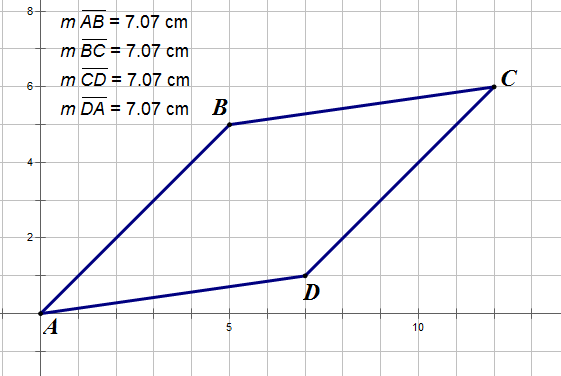 8
m AB = 7.07 cm
m BC = 7.07 cm
m CD = 7.07 cm
m DA = 7.07 cm
B
C
6
4
2
D
A
5
10